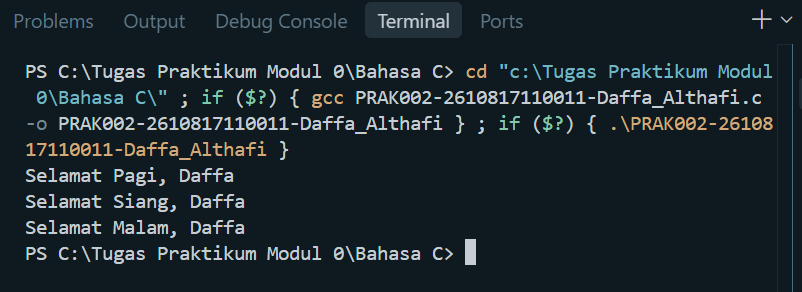 Problems Output Debug Console Terminal Ports
PS C:\Tugas Praktikum Modul 0\Bahasa C> cd "c:\Tugas Praktikum Modul
0\Bahasa C\" ; if ($?) { gcc PRAK002-2610817110011-Daffa_Althafi.c
-o PRAK002-2610817110011-Daffa_Althafi } ; if ($?) { .\PRAK002-26108
17110011-Daffa_Althafi }
Selamat Pagi, Daffa
Selamat Siang, Daffa
Selamat Malam, Daffa
PS C:\Tugas Praktikum Modul 0\Bahasa C>